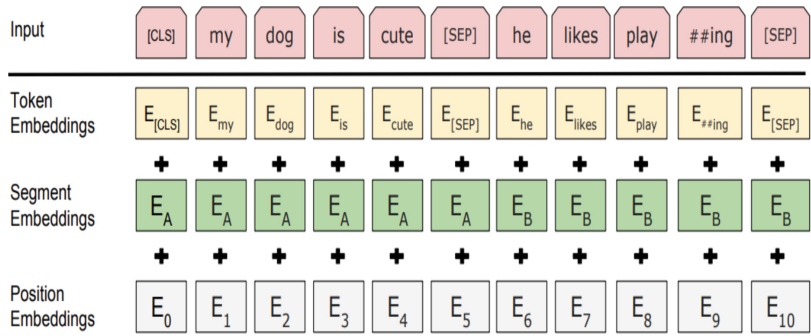 Input [CLS] my dog is cute [SEP] he likes play ##ing [SEP]
Token Embeddings E[CLS] Emy Edog Eis Ecute E[SEP] Ehe Elikes Eplay E##ing E[SEP]
+ + + + + + + + + + +
Segment Embeddings EA EA EA EA EA EA EB EB EB EB EB
+ + + + + + + + + + +
Position Embeddings E0 E1 E2 E3 E4 E5 E6 E7 E8 E9 E10